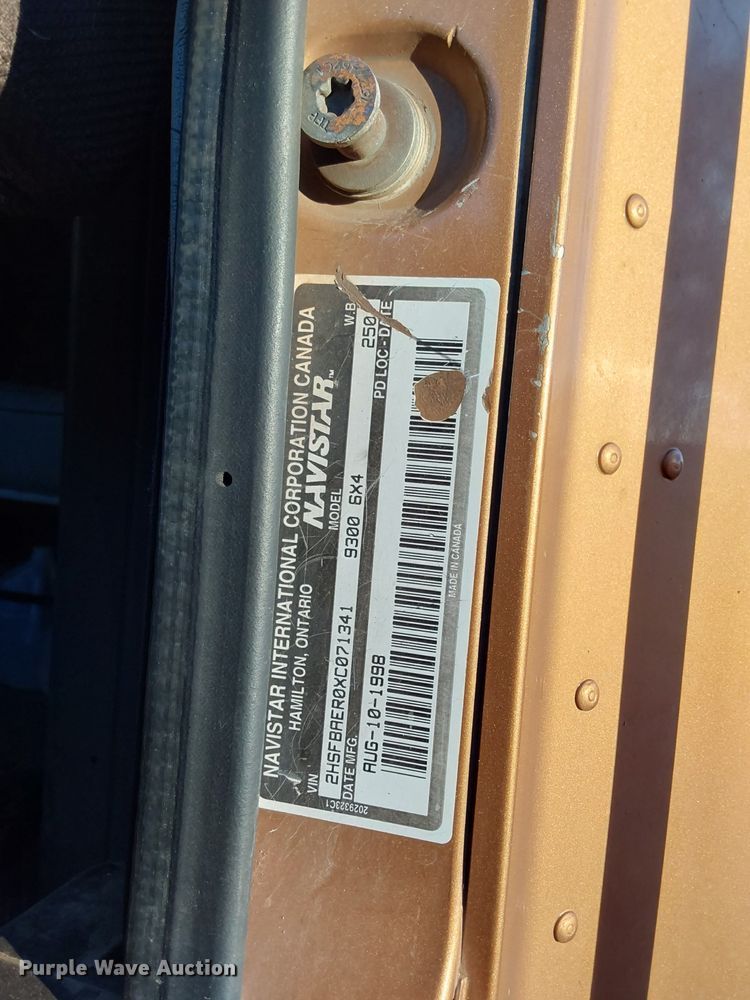 NAVISTAR INTERNATIONAL CORPORATION CANADA
HAMILTON, ONTARIO
NAVISTAR™
VIN
MODEL
W.B.
2HSFBAER0XC071341
9300 6X4
250
DATE MFG.
PD LOC - DATE
AUG-10-1998
MADE IN CANADA
2029323C1
Purple Wave Auction